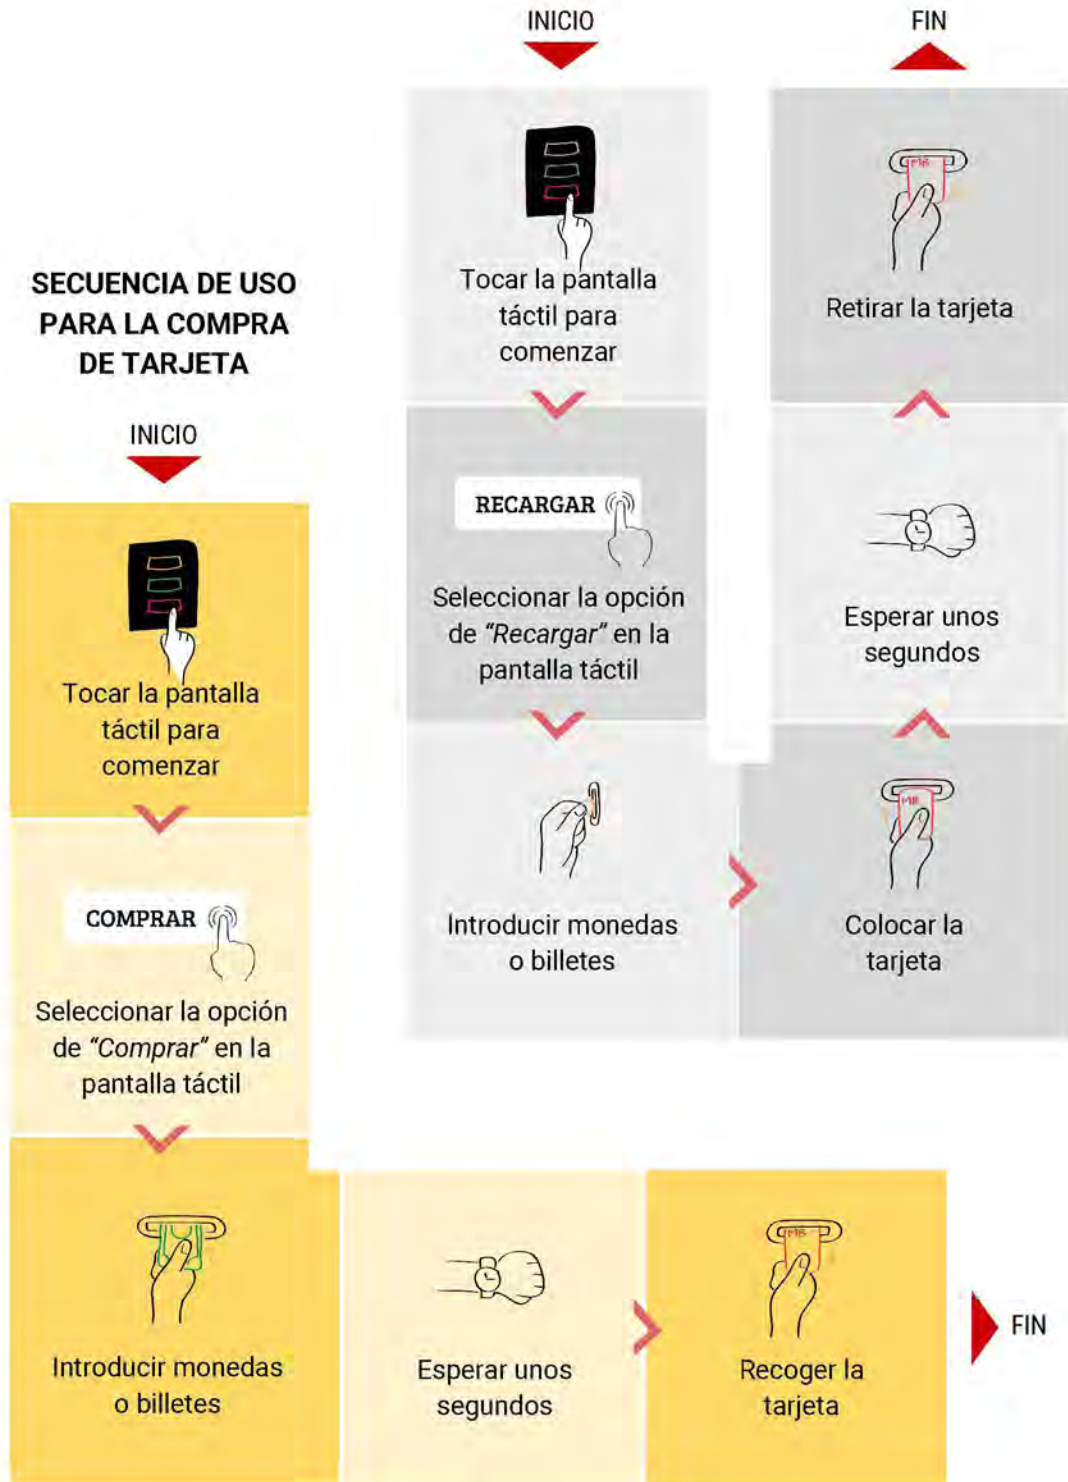 SECUENCIA DE USO
PARA LA COMPRA
DE TARJETA
INICIO
Tocar la pantalla
táctil para
comenzar
COMPRAR
Seleccionar la opción
de “Comprar” en la
pantalla táctil
Introducir monedas
o billetes
Esperar unos
segundos
MB
Recoger la
tarjeta
FIN
INICIO
Tocar la pantalla
táctil para
comenzar
RECARGAR
Seleccionar la opción
de “Recargar” en la
pantalla táctil
Introducir monedas
o billetes
MB
Colocar la
tarjeta
Esperar unos
segundos
MB
Retirar la tarjeta
FIN